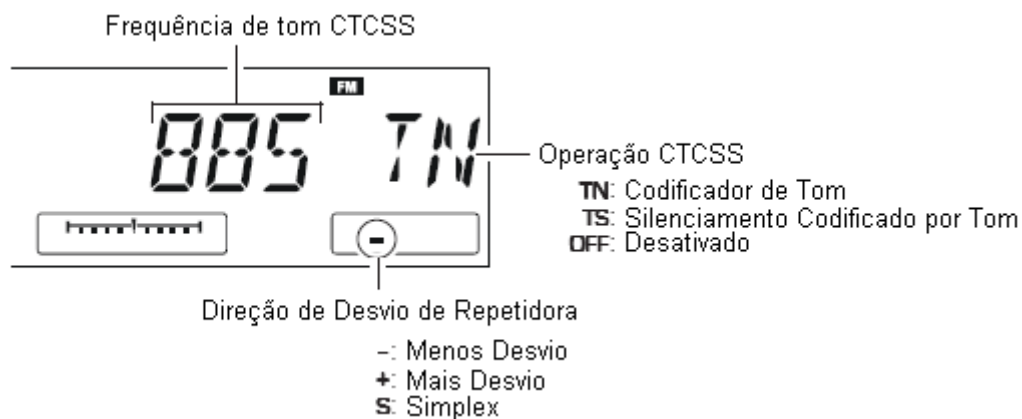 Frequência de tom CTCSS
FM
885 TN
Operação CTCSS
TN: Codificador de Tom
TS: Silenciamento Codificado por Tom
OFF: Desativado
-
Direção de Desvio de Repetidora
-: Menos Desvio
+: Mais Desvio
S: Simplex